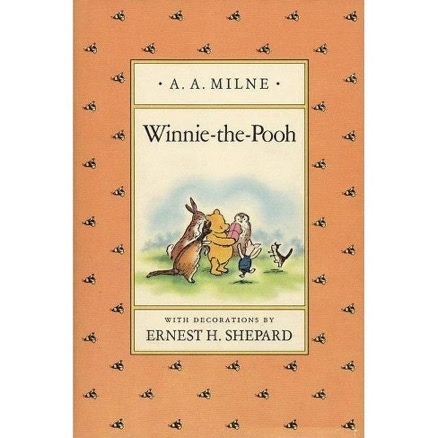 · A. A. MILNE ·
Winnie-the-Pooh
WITH DECORATIONS BY
ERNEST H. SHEPARD